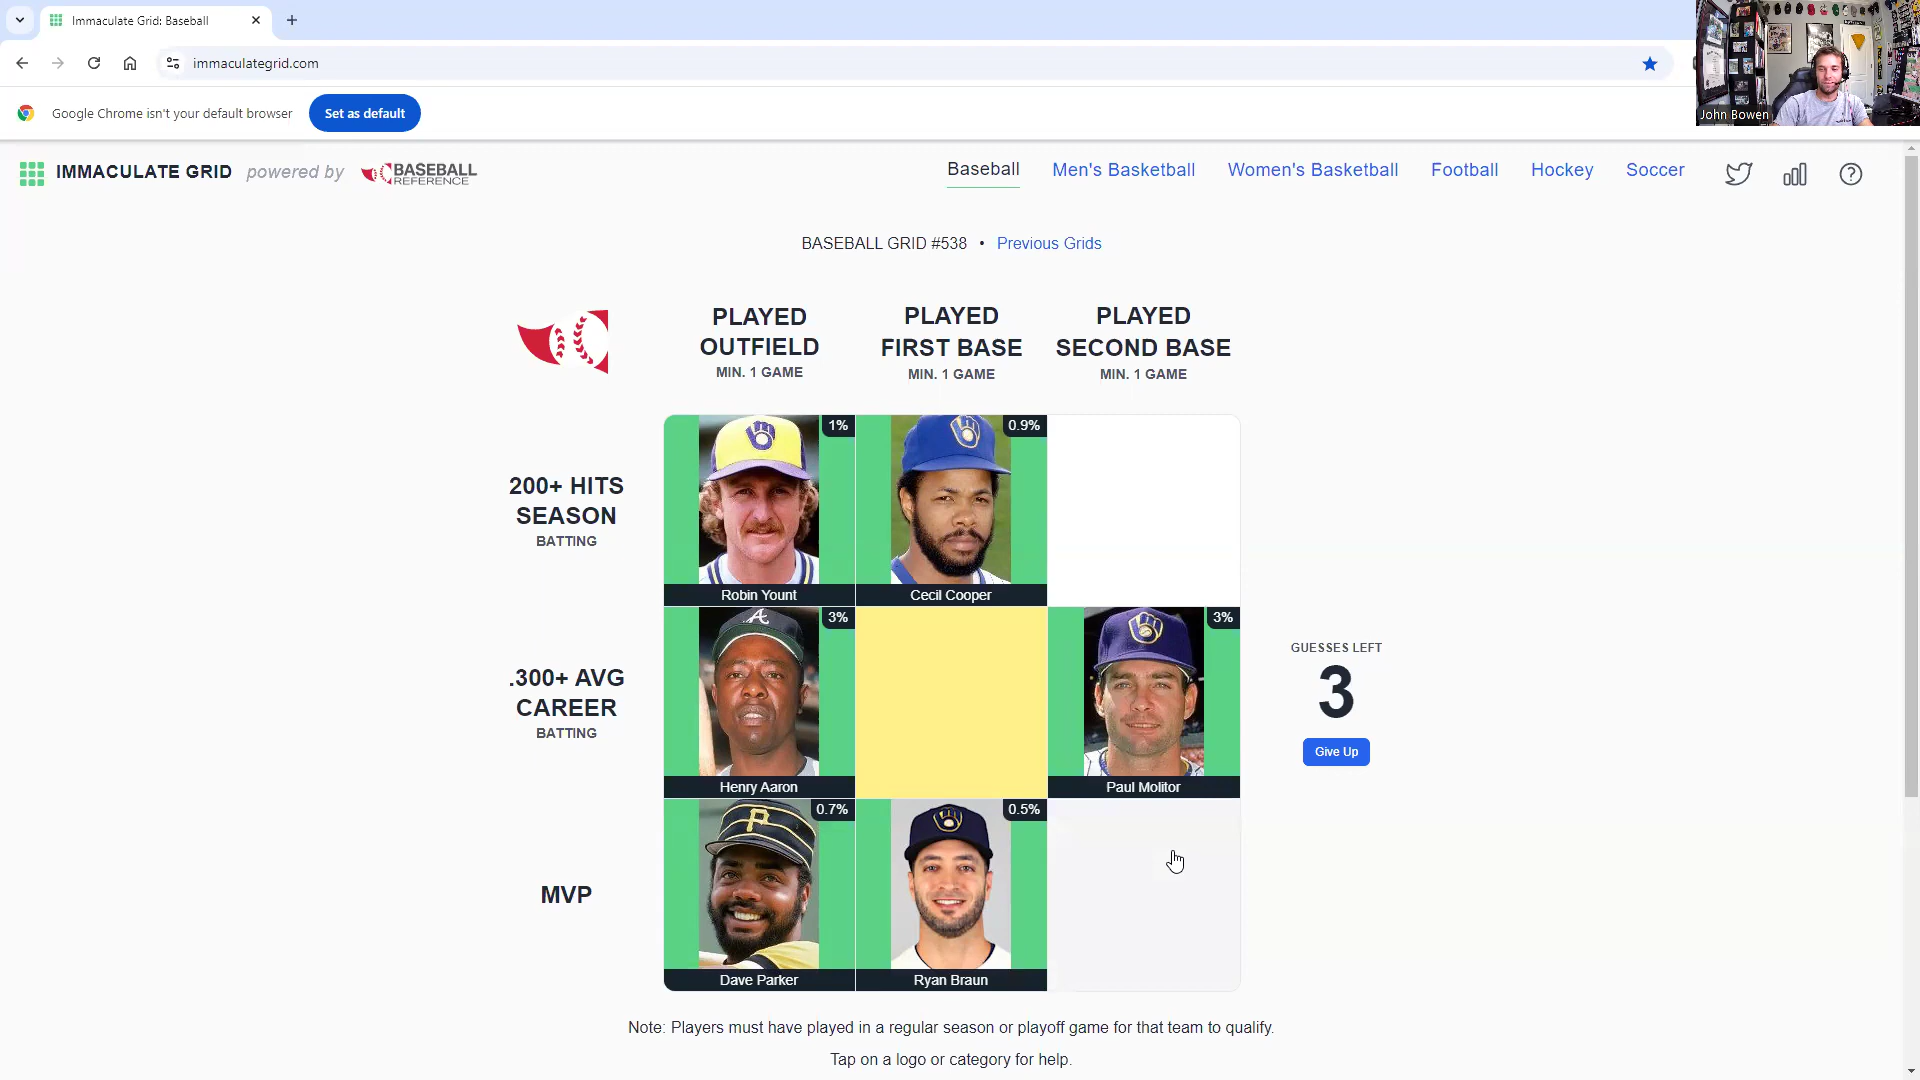 Immaculate Grid: Baseball
immaculategrid.com
Google Chrome isn't your default browser
Set as default
John Bowen
IMMACULATE GRID powered by BASEBALL REFERENCE
Baseball
Men's Basketball
Women's Basketball
Football
Hockey
Soccer
BASEBALL GRID #538 • Previous Grids
PLAYED
OUTFIELD
MIN. 1 GAME
PLAYED
FIRST BASE
MIN. 1 GAME
PLAYED
SECOND BASE
MIN. 1 GAME
200+ HITS
SEASON
BATTING
1%
Robin Yount
0.9%
Cecil Cooper
.300+ AVG
CAREER
BATTING
3%
Henry Aaron
3%
Paul Molitor
GUESSES LEFT
3
Give Up
MVP
0.7%
Dave Parker
0.5%
Ryan Braun
Note: Players must have played in a regular season or playoff game for that team to qualify.
Tap on a logo or category for help.